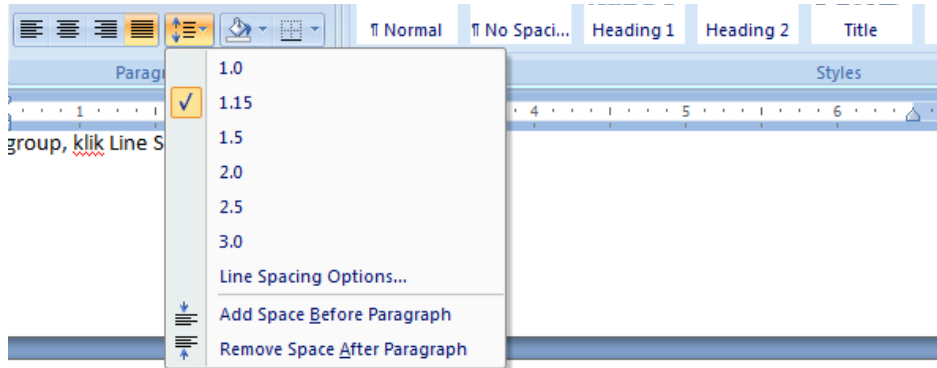 ¶ Normal ¶ No Spaci... Heading 1 Heading 2 Title
Paragr Styles
1 4 5 6
group, klik Line S
1.0
1.15
1.5
2.0
2.5
3.0
Line Spacing Options...
Add Space Before Paragraph
Remove Space After Paragraph